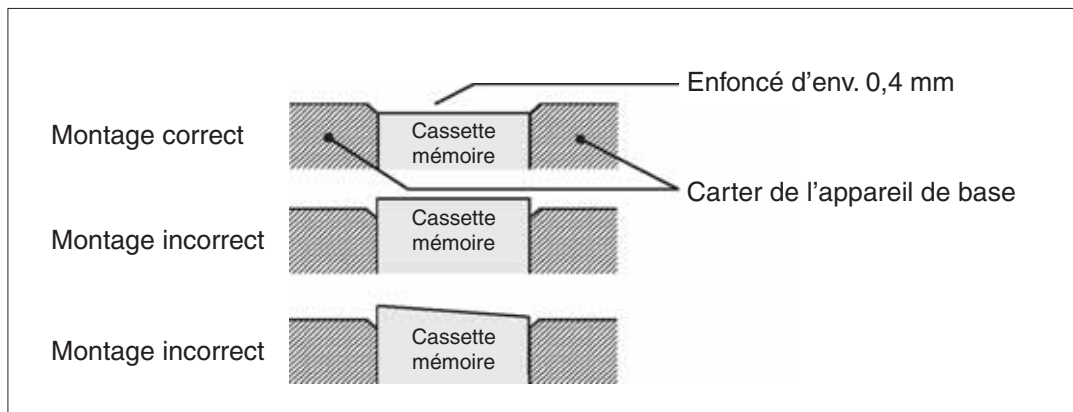 Enfoncé d’env. 0,4 mm
Montage correct
Cassette
mémoire
Carter de l’appareil de base
Montage incorrect
Cassette
mémoire
Montage incorrect
Cassette
mémoire